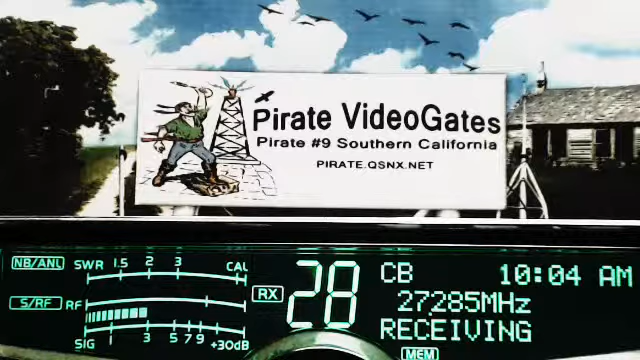 Pirate VideoGates
Pirate #9 Southern California
PIRATE.QSNX.NET
NB/ANL SWR 1.5 2 3 CAL
S/RF RF
SIG 1 3 5 7 9 +30dB
RX 28 CB 10:04 AM
27285MHz
RECEIVING
MEM